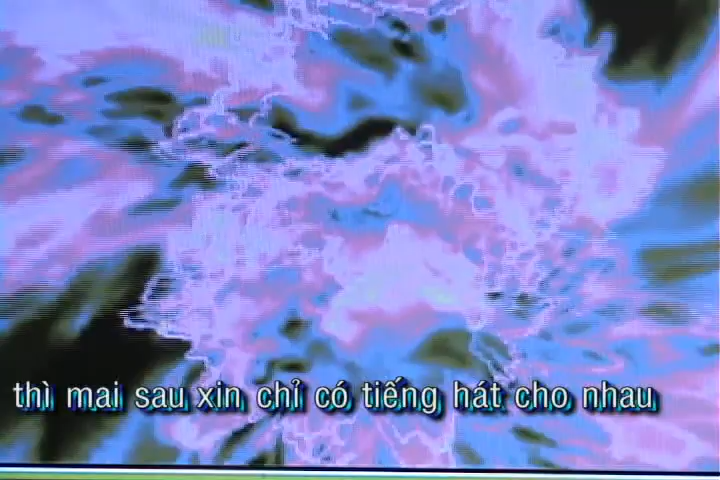 thì mai sau xin chỉ có tiếng hát cho nhau